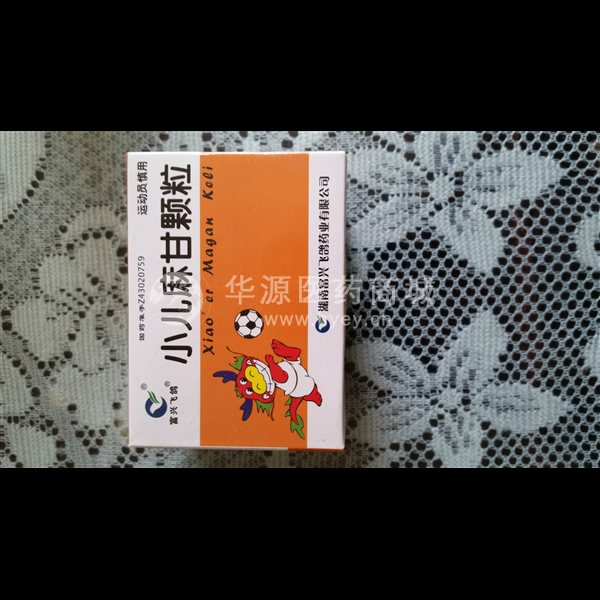 国药准字Z43020759
运动员慎用
小儿麻甘颗粒
Xiao'er Magan Keli
富兴飞鸽
湖南富兴飞鸽药业有限公司
华源医药商城
www.yyey.cn